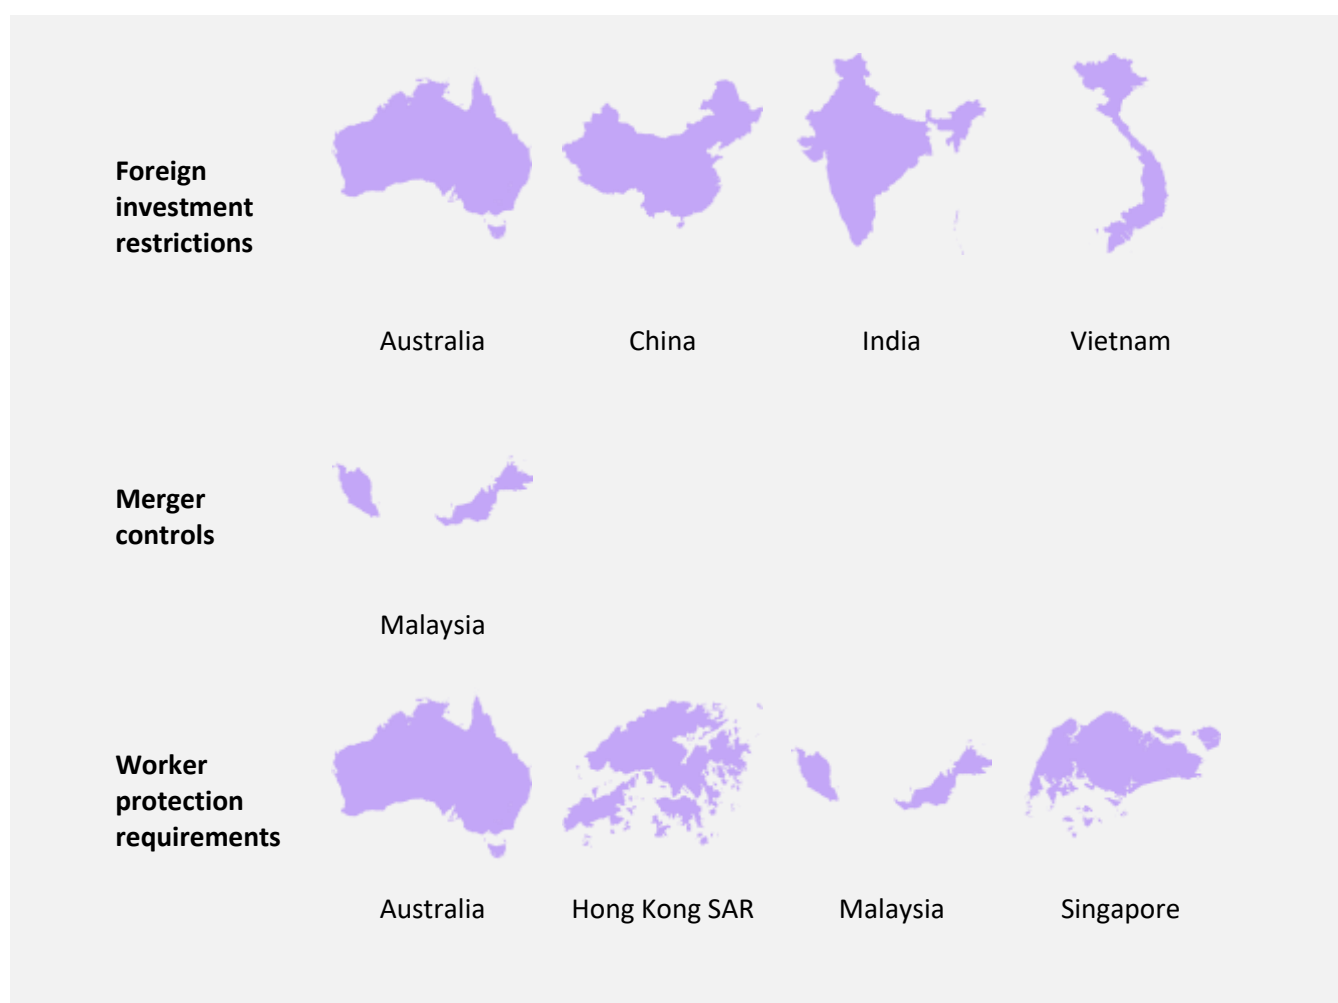 Foreign
investment
restrictions
Australia China India Vietnam
Merger
controls
Malaysia
Worker
protection
requirements
Australia Hong Kong SAR Malaysia Singapore